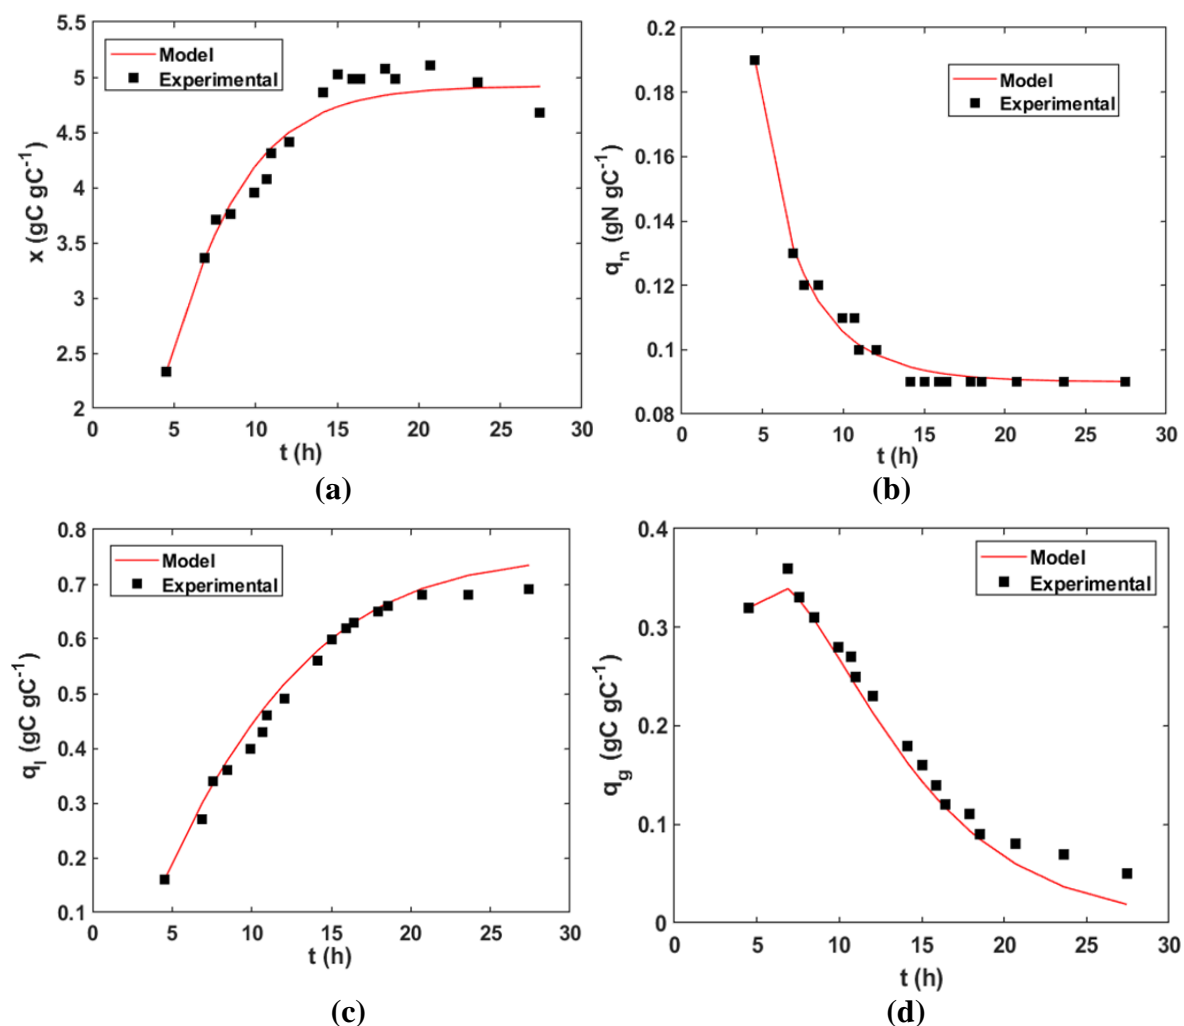 5.5
5
4.5
4
3.5
3
2.5
2
x (gC gC-1)
Model
Experimental
0 5 10 15 20 25 30
t (h)
(a)
0.2
0.18
0.16
0.14
0.12
0.1
0.08
qn (gN gC-1)
Model
Experimental
0 5 10 15 20 25 30
t (h)
(b)
0.8
0.7
0.6
0.5
0.4
0.3
0.2
0.1
ql (gC gC-1)
Model
Experimental
0 5 10 15 20 25 30
t (h)
(c)
0.4
0.3
0.2
0.1
0
qg (gC gC-1)
Model
Experimental
0 5 10 15 20 25 30
t (h)
(d)